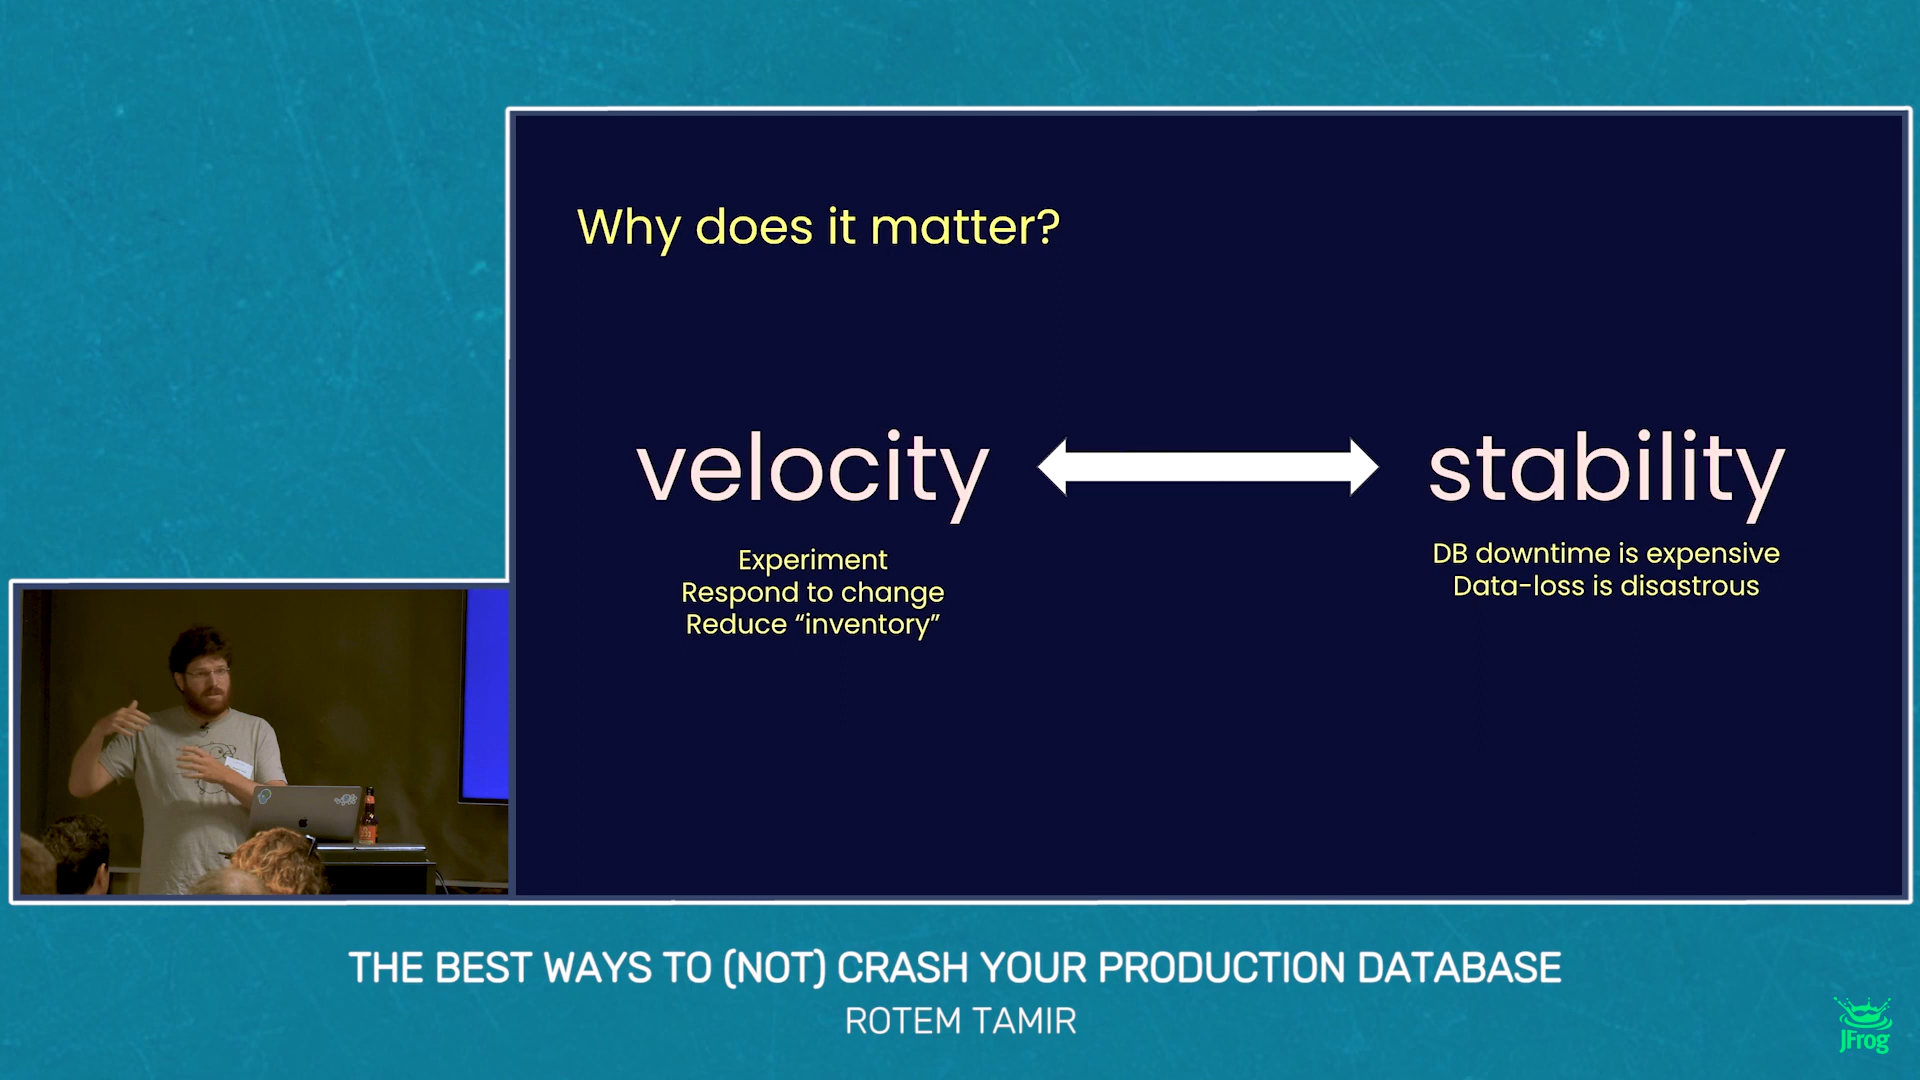 Why does it matter?
velocity
Experiment
Respond to change
Reduce “inventory”
stability
DB downtime is expensive
Data-loss is disastrous
THE BEST WAYS TO (NOT) CRASH YOUR PRODUCTION DATABASE
ROTEM TAMIR
JFrog